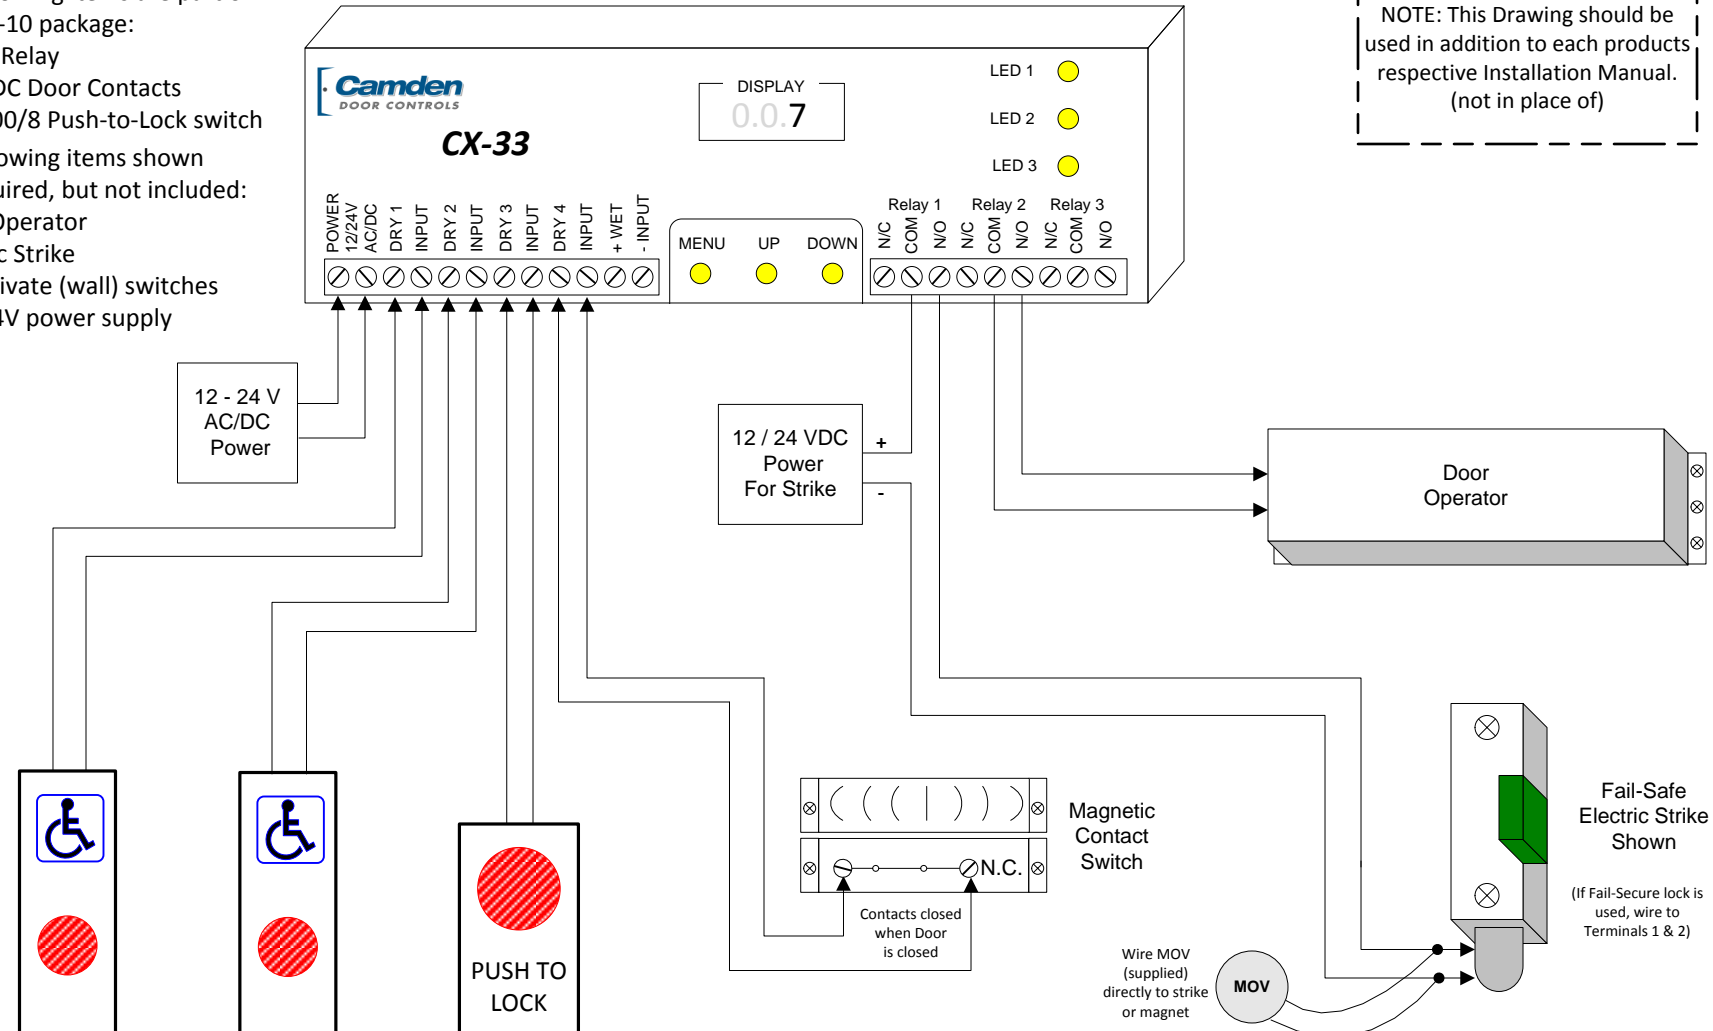 -10 package:
Relay
DC Door Contacts
00/8 Push-to-Lock switch
owing items shown
uired, but not included:
Operator
c Strike
ivate (wall) switches
4V power supply
Camden
DOOR CONTROLS
CX-33
DISPLAY
0.0.7
LED 1
LED 2
LED 3
NOTE: This Drawing should be
used in addition to each products
respective Installation Manual.
(not in place of)
POWER
12/24V
AC/DC
DRY 1
INPUT
DRY 2
INPUT
DRY 3
INPUT
DRY 4
INPUT
+ WET
- INPUT
MENU UP DOWN
Relay 1 Relay 2 Relay 3
N/C
COM
N/O
N/C
COM
N/O
N/C
COM
N/O
12 - 24 V
AC/DC
Power
12 / 24 VDC
Power
For Strike
+
-
Door
Operator
Magnetic
Contact
Switch
N.C.
Contacts closed
when Door
is closed
Fail-Safe
Electric Strike
Shown
(If Fail-Secure lock is
used, wire to
Terminals 1 & 2)
Wire MOV
(supplied)
directly to strike
or magnet
MOV
PUSH TO
LOCK